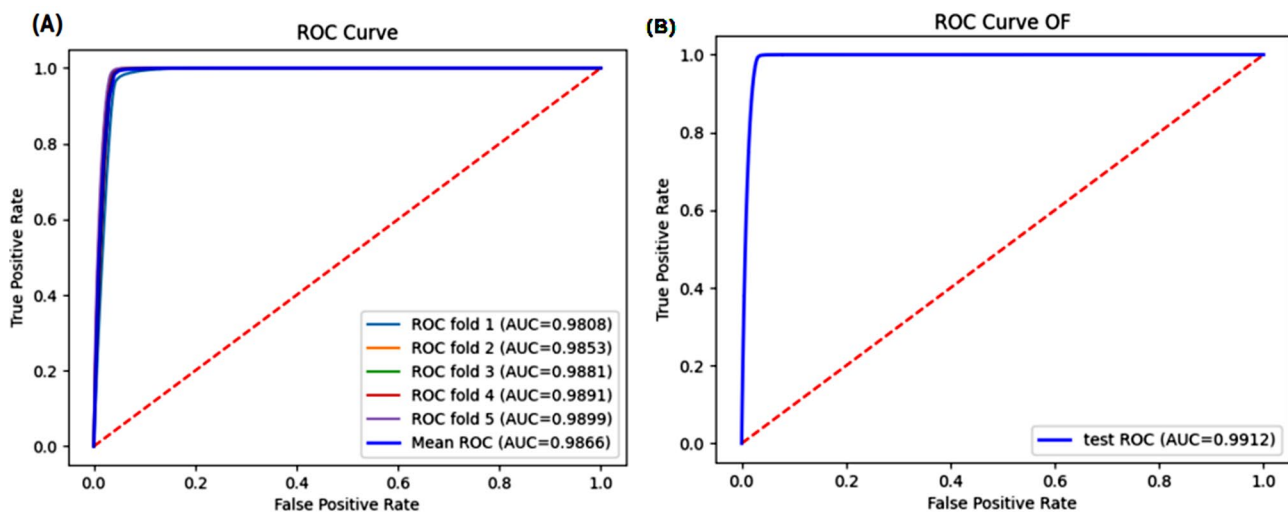 (A)
ROC Curve
True Positive Rate
1.0
0.8
0.6
0.4
0.2
0.0
ROC fold 1 (AUC=0.9808)
ROC fold 2 (AUC=0.9853)
ROC fold 3 (AUC=0.9881)
ROC fold 4 (AUC=0.9891)
ROC fold 5 (AUC=0.9899)
Mean ROC (AUC=0.9866)
0.0 0.2 0.4 0.6 0.8 1.0
False Positive Rate
(B)
ROC Curve OF
True Positive Rate
1.0
0.8
0.6
0.4
0.2
0.0
test ROC (AUC=0.9912)
0.0 0.2 0.4 0.6 0.8 1.0
False Positive Rate